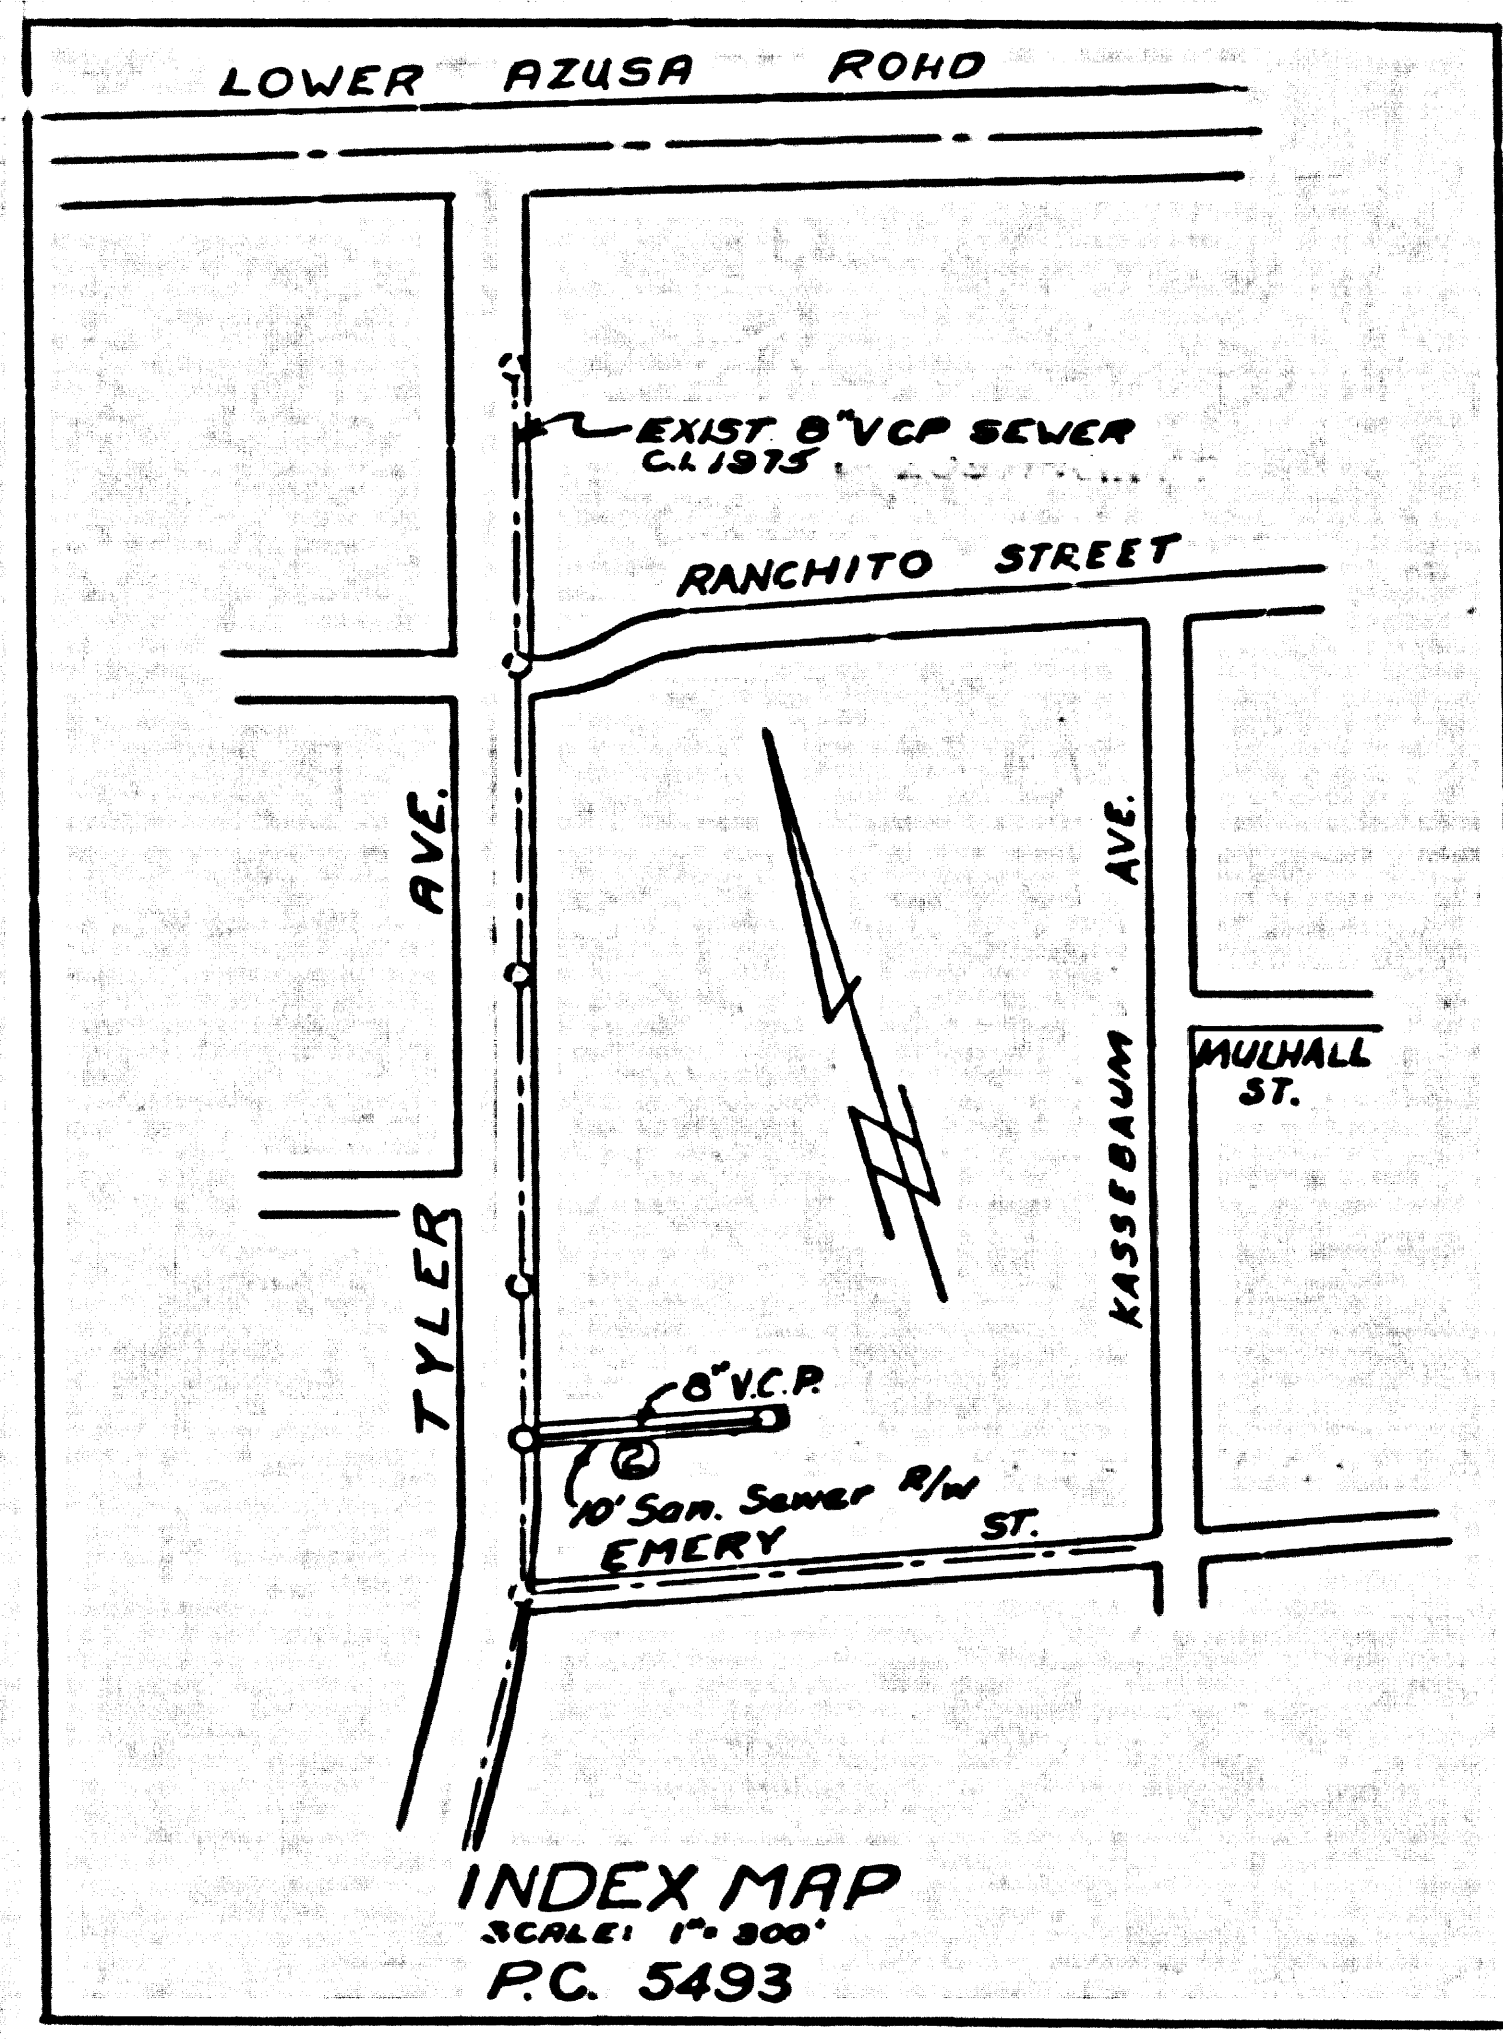 LOWER AZUSA ROAD
EXIST. 8" VCP SEWER
C.I. 1975
RANCHITO STREET
TYLER AVE.
KASSEBAUM AVE.
MULHALL
ST.
N
8" V.C.P.
2
10' San. Sewer R/W
EMERY ST.
INDEX MAP
SCALE: 1" = 300'
P.C. 5493